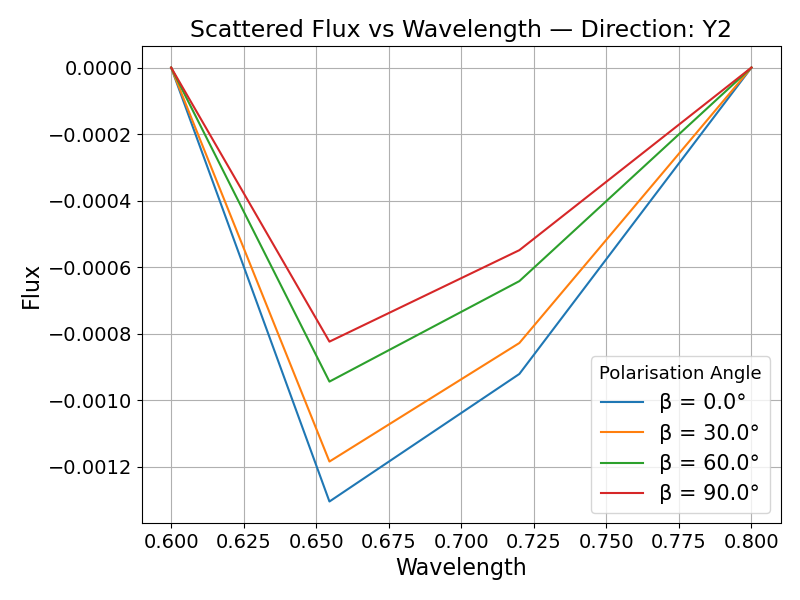 Scattered Flux vs Wavelength — Direction: Y2
Flux
0.0000
−0.0002
−0.0004
−0.0006
−0.0008
−0.0010
−0.0012
Polarisation Angle
β = 0.0°
β = 30.0°
β = 60.0°
β = 90.0°
0.600 0.625 0.650 0.675 0.700 0.725 0.750 0.775 0.800
Wavelength